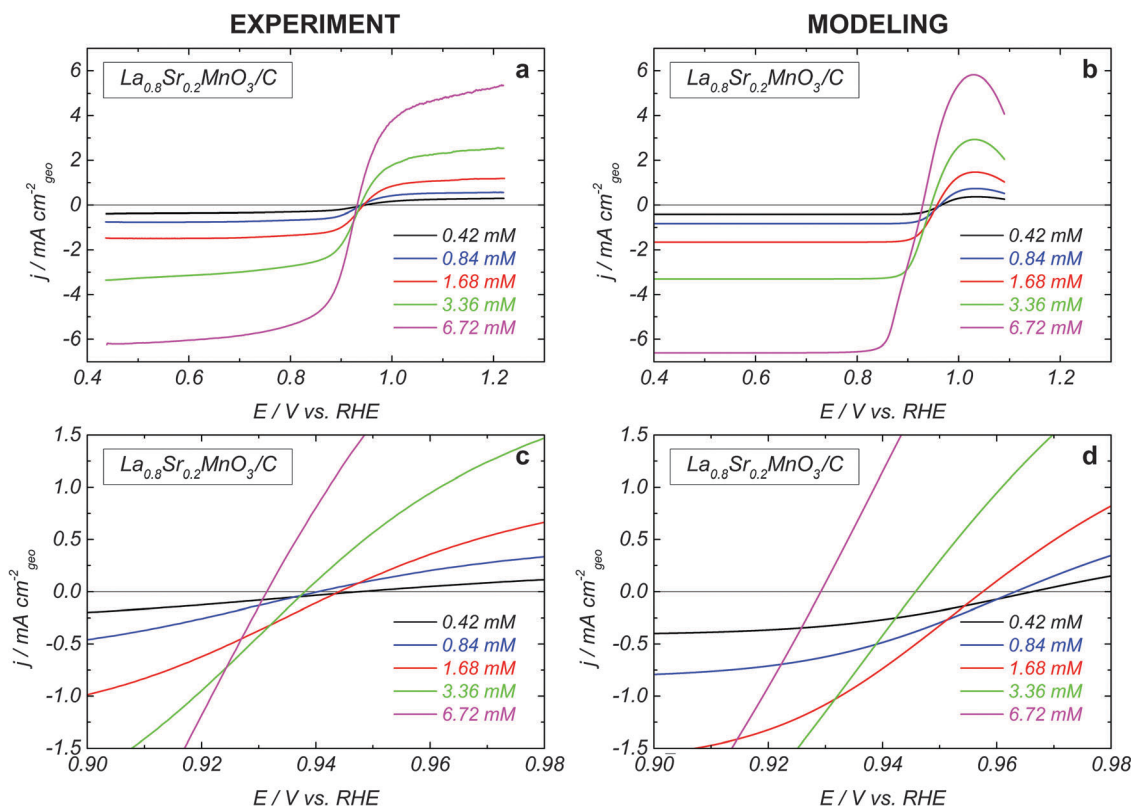 EXPERIMENT
MODELING
La0.8Sr0.2MnO3/C
a
6
4
2
0
-2
-4
-6
j / mA cm-2geo
0.42 mM
0.84 mM
1.68 mM
3.36 mM
6.72 mM
0.4 0.6 0.8 1.0 1.2
E / V vs. RHE
La0.8Sr0.2MnO3/C
b
6
4
2
0
-2
-4
-6
j / mA cm-2geo
0.42 mM
0.84 mM
1.68 mM
3.36 mM
6.72 mM
0.4 0.6 0.8 1.0 1.2
E / V vs. RHE
La0.8Sr0.2MnO3/C
c
1.5
1.0
0.5
0.0
-0.5
-1.0
-1.5
j / mA cm-2geo
0.42 mM
0.84 mM
1.68 mM
3.36 mM
6.72 mM
0.90 0.92 0.94 0.96 0.98
E / V vs. RHE
La0.8Sr0.2MnO3/C
d
1.5
1.0
0.5
0.0
-0.5
-1.0
-1.5
j / mA cm-2geo
0.42 mM
0.84 mM
1.68 mM
3.36 mM
6.72 mM
0.90 0.92 0.94 0.96 0.98
E / V vs. RHE